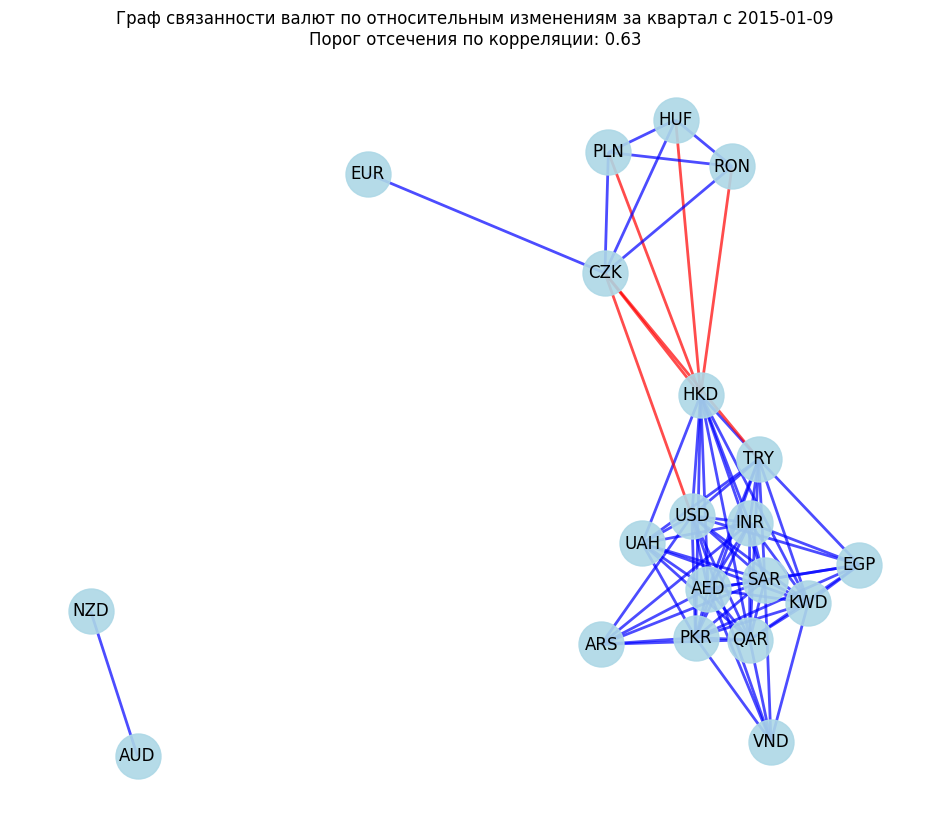 Граф связанности валют по относительным изменениям за квартал с 2015-01-09
Порог отсечения по корреляции: 0.63
HUF
PLN
RON
EUR
CZK
HKD
TRY
USD
INR
UAH
EGP
SAR
AED
KWD
NZD
PKR
QAR
ARS
VND
AUD